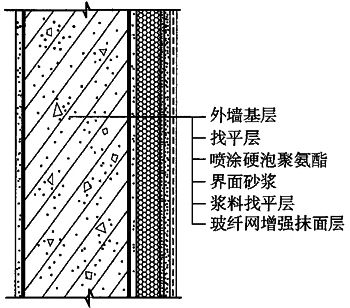 外墙基层
找平层
喷涂硬泡聚氨酯
界面砂浆
浆料找平层
玻纤网增强抹面层